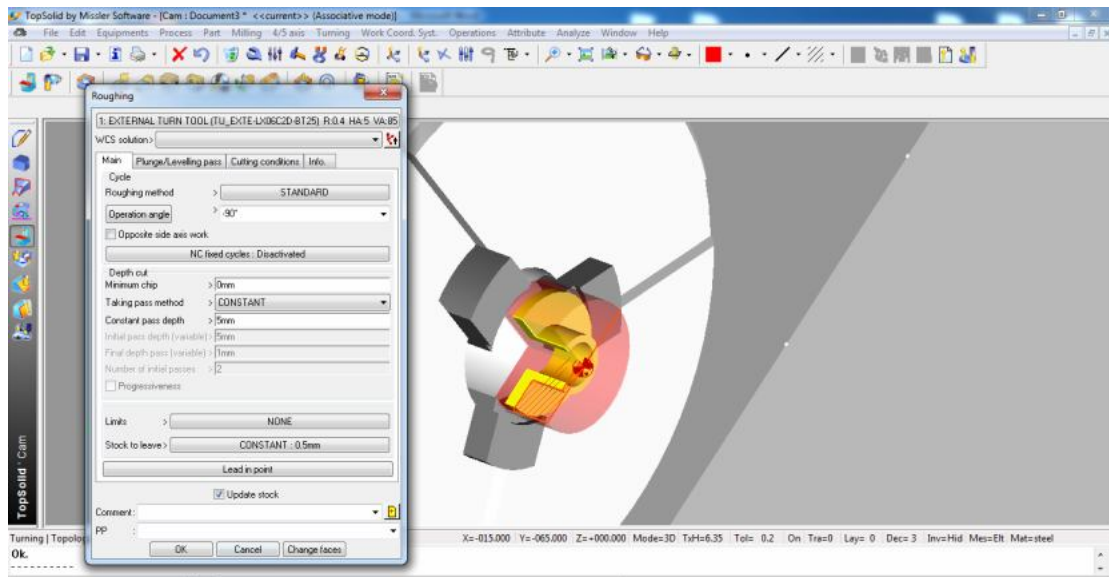 TopSolid by Missler Software - [Cam : Document3 * <<current>> (Associative mode)]
File Edit Equipments Process Part Milling 4/5 axis Turning Work Coord. Syst. Operations Attribute Analyze Window Help
Roughing
1: EXTERNAL TURN TOOL (TU_EXTE-LX06C2D-BT25) R:0.4 HA:5 VA:85
WCS solution >
Main Plunge/Levelling pass Cutting conditions Info.
Cycle
Roughing method > STANDARD
Operation angle > -90°
Opposite side axis work
NC fixed cycles : Disactivated
Depth cut
Minimum chip > 0mm
Taking pass method > CONSTANT
Constant pass depth > 5mm
Initial pass depth (variable) > 5mm
Final depth pass (variable) > 1mm
Number of initial passes > 2
Progressiveness
Limits > NONE
Stock to leave > CONSTANT : 0.5mm
Lead in point
Update stock
Comment :
PP :
OK Cancel Change faces
TopSolid'Cam
Turning | Topolo
X=-015.000 Y=-065.000 Z=+000.000 Mode=3D TxH=6.35 Tol= 0.2 On Tra=0 Lay= 0 Dec= 3 Inv=Hid Mes=Elt Mat=steel
Ok.
----------